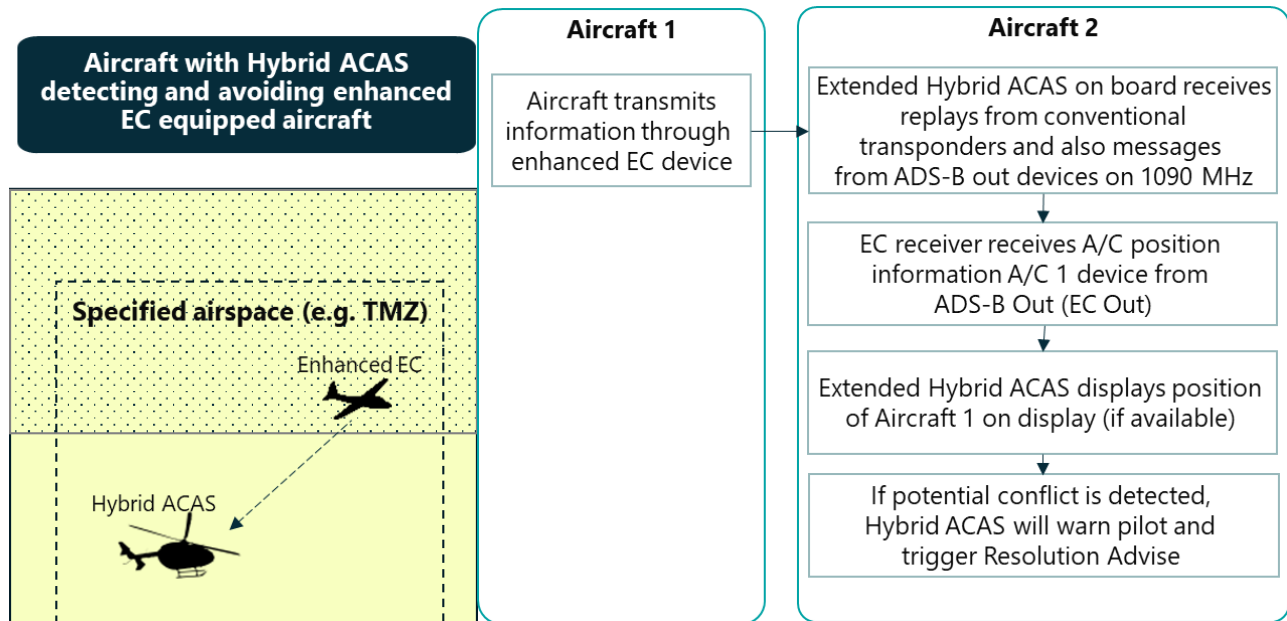 Aircraft with Hybrid ACAS
detecting and avoiding enhanced
EC equipped aircraft
Specified airspace (e.g. TMZ)
Enhanced EC
Hybrid ACAS
Aircraft 1
Aircraft transmits
information through
enhanced EC device
Aircraft 2
Extended Hybrid ACAS on board receives
replays from conventional
transponders and also messages
from ADS-B out devices on 1090 MHz
EC receiver receives A/C position
information A/C 1 device from
ADS-B Out (EC Out)
Extended Hybrid ACAS displays position
of Aircraft 1 on display (if available)
If potential conflict is detected,
Hybrid ACAS will warn pilot and
trigger Resolution Advise